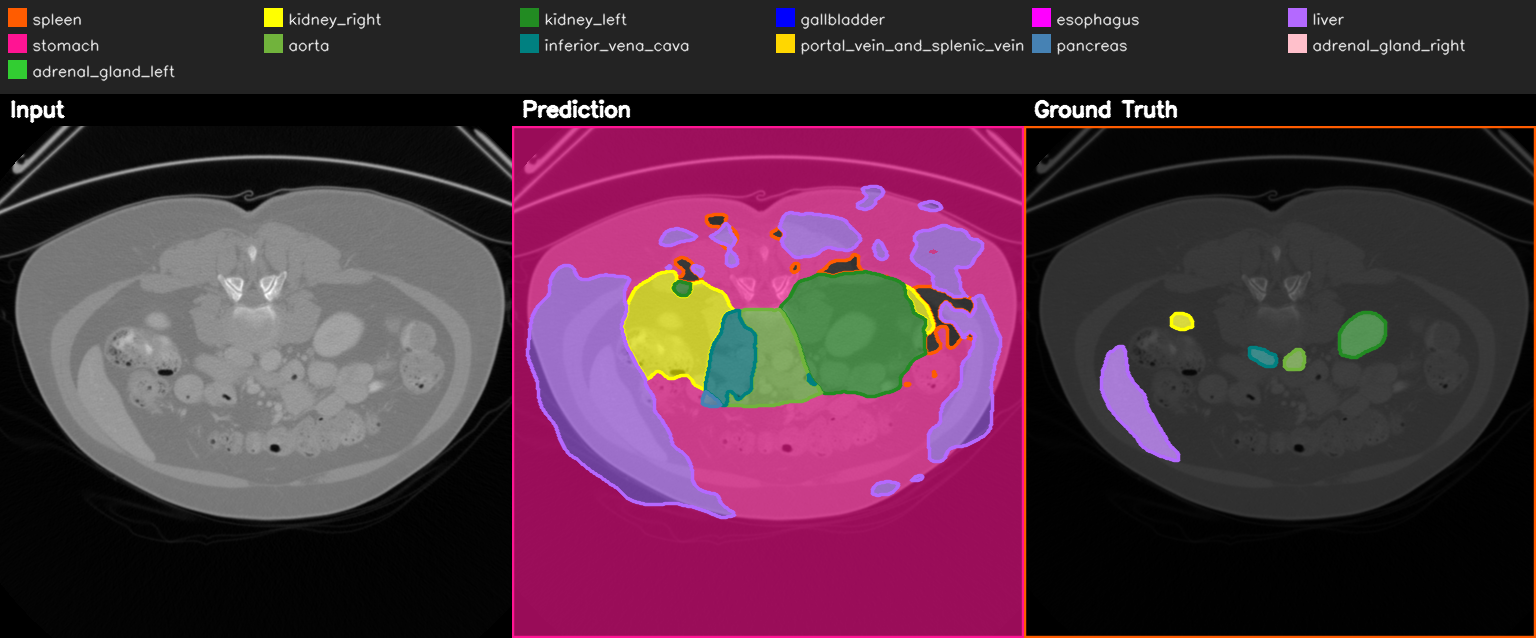 spleen kidney_right kidney_left gallbladder esophagus liver
stomach aorta inferior_vena_cava portal_vein_and_splenic_vein pancreas adrenal_gland_right
adrenal_gland_left
Input Prediction Ground Truth